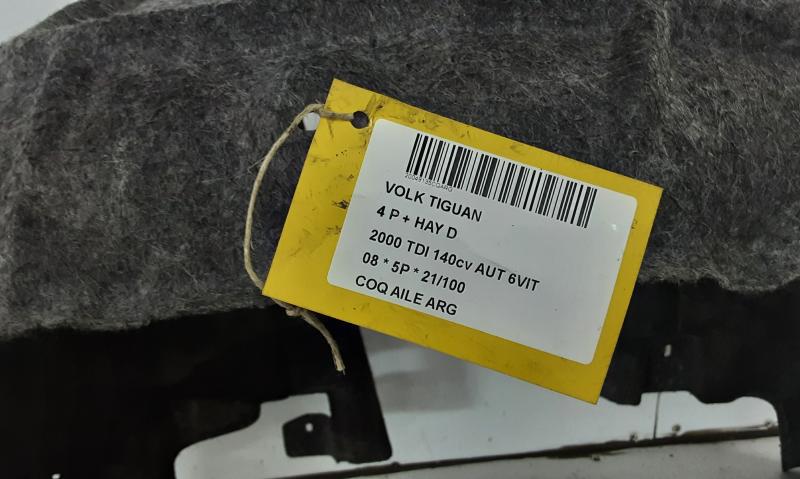 VOLK TIGUAN
4 P + HAY D
2000 TDI 140cv AUT 6VIT
08 * 5P * 21/100
COQ AILE ARG